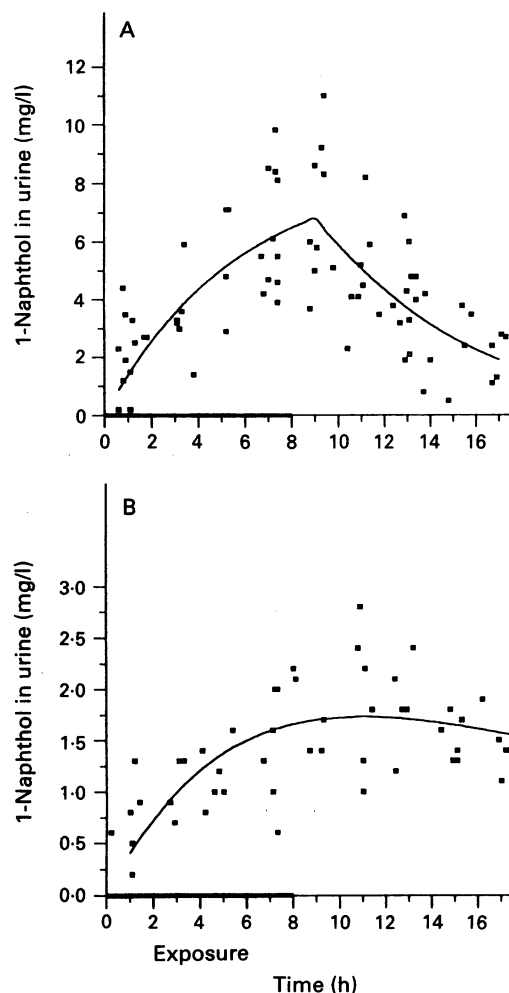 A
1-Naphthol in urine (mg/l)
12
10
8
6
4
2
0
0 2 4 6 8 10 12 14 16
B
1-Naphthol in urine (mg/l)
3·0
2·5
2·0
1·5
1·0
0·5
0·0
0 2 4 6 8 10 12 14 16
Exposure
Time (h)